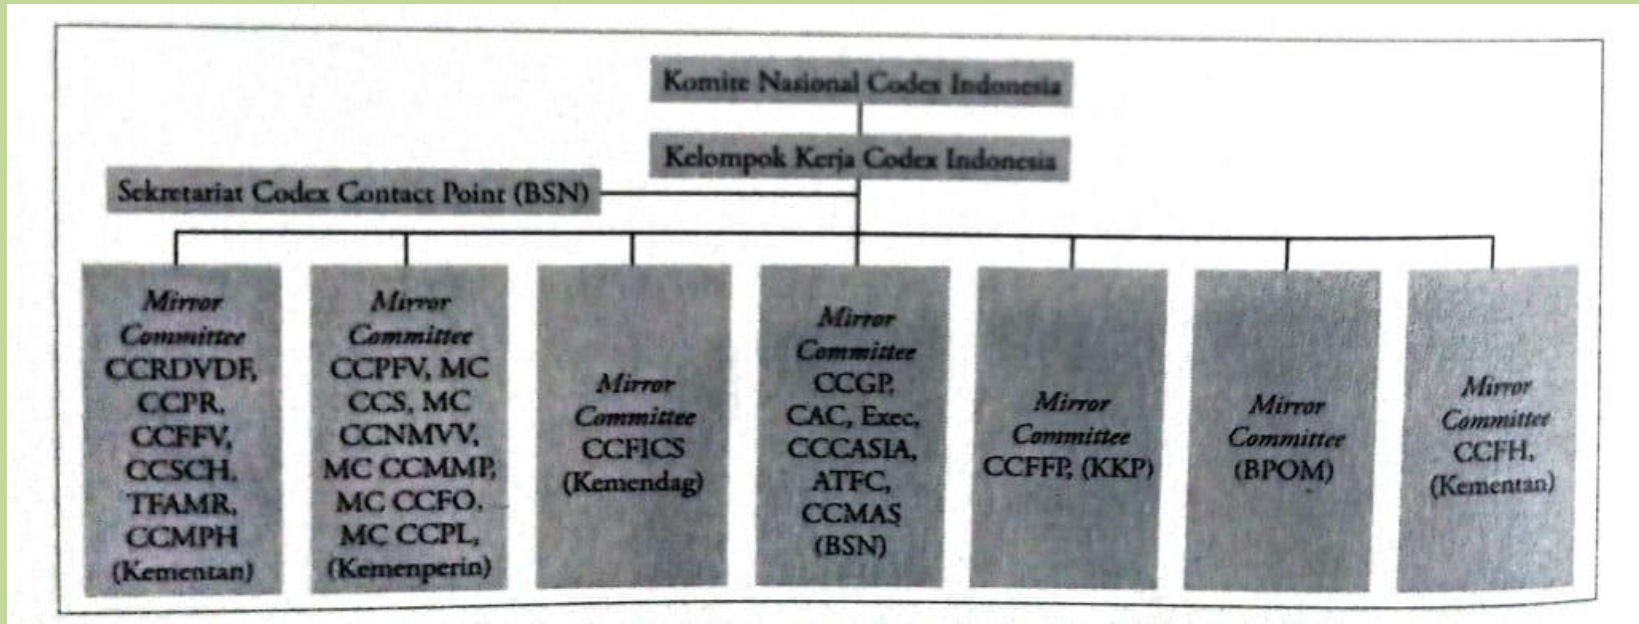 Komite Nasional Codex Indonesia
Kelompok Kerja Codex Indonesia
Sekretariat Codex Contact Point (BSN)
Mirror
Committee
CCRDVDF,
CCPR,
CCFFV,
CCSCH,
TFAMR,
CCMPH
(Kementan)
Mirror
Committee
CCPFV, MC
CCS, MC
CCNMVV,
MC CCMMP,
MC CCFO,
MC CCPL,
(Kemenperin)
Mirror
Committee
CCFICS
(Kemendag)
Mirror
Committee
CCGP,
CAC, Exec,
CCCASIA,
ATFC,
CCMAS
(BSN)
Mirror
Committee
CCFFP, (KKP)
Mirror
Committee
(BPOM)
Mirror
Committee
CCFH,
(Kementan)